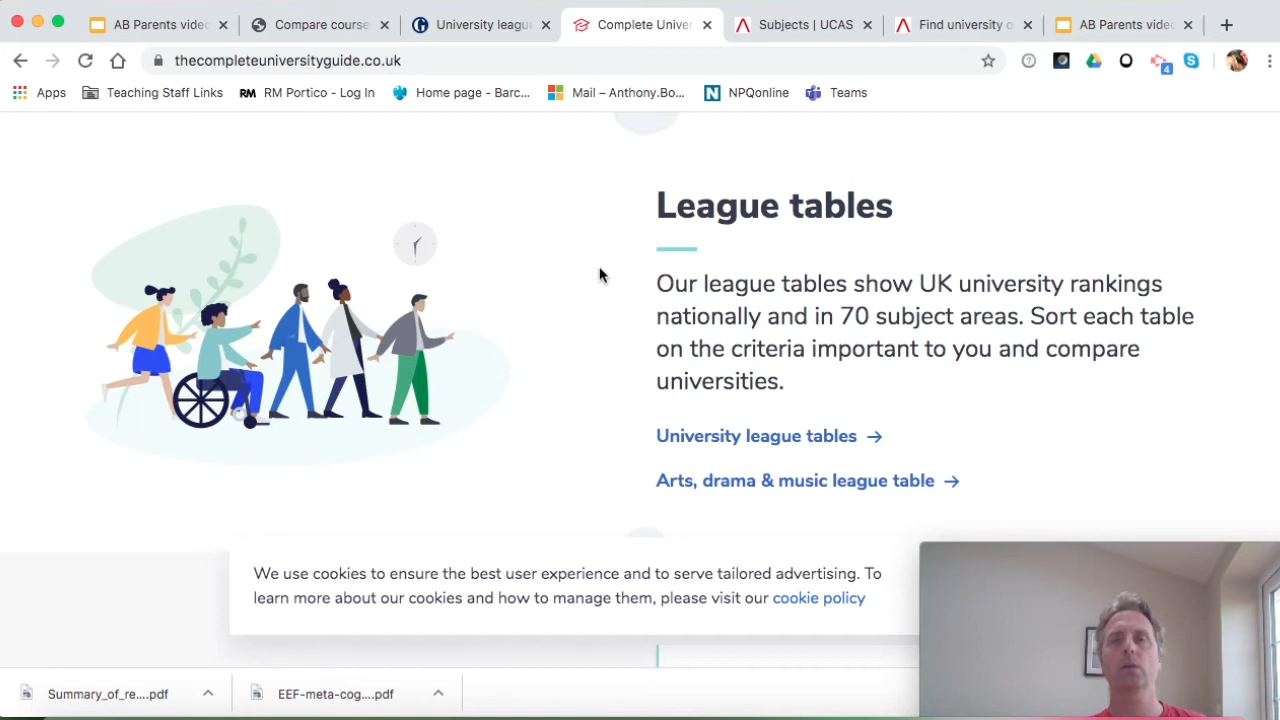 AB Parents video
Compare course
University leagu
Complete Univer
Subjects | UCAS
Find university o
AB Parents video
thecompleteuniversityguide.co.uk
4
Apps
Teaching Staff Links
RM RM Portico - Log In
Home page - Barc...
Mail – Anthony.Bo...
N NPQonline
Teams
League tables
Our league tables show UK university rankings
nationally and in 70 subject areas. Sort each table
on the criteria important to you and compare
universities.
University league tables →
Arts, drama & music league table →
We use cookies to ensure the best user experience and to serve tailored advertising. To
learn more about our cookies and how to manage them, please visit our cookie policy
Summary_of_re....pdf
EEF-meta-cog....pdf